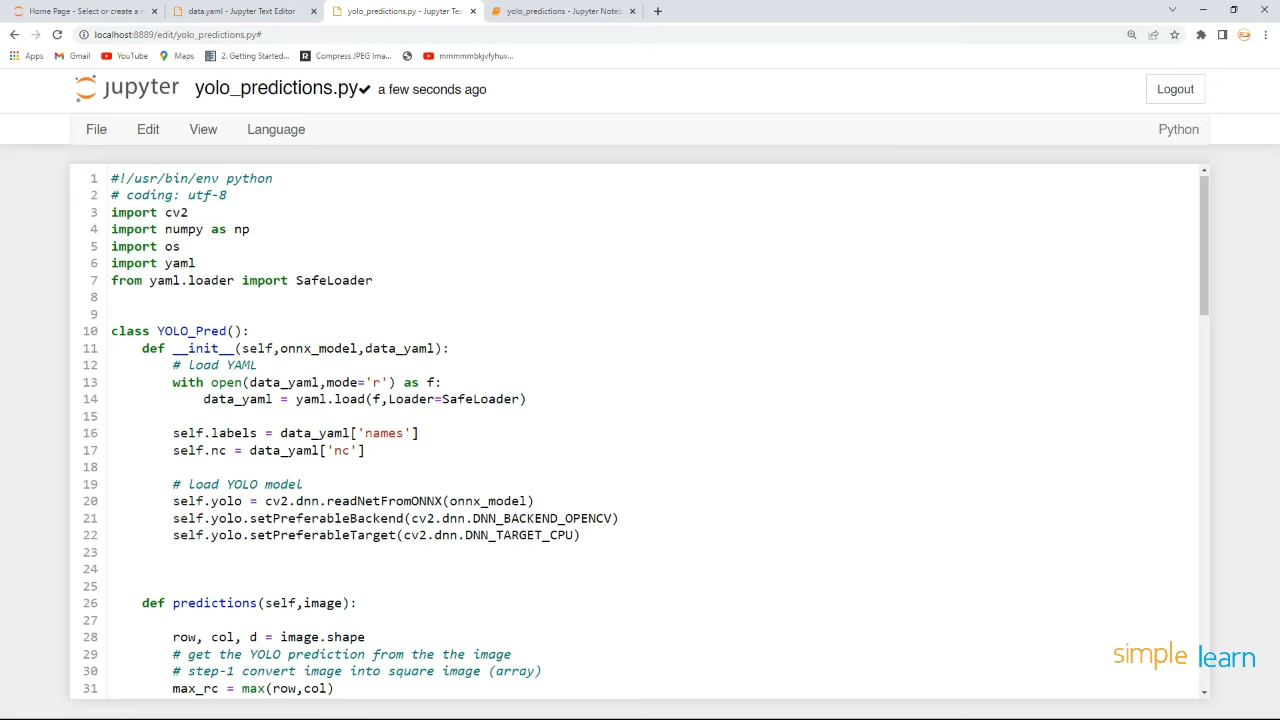 Home Page - Select or create a n
data.yaml - Jupyter Text Editor
yolo_predictions.py - Jupyter Te
yolo_predictions - Jupyter Noteb
localhost:8889/edit/yolo_predictions.py#
Apps
Gmail
YouTube
Maps
2. Getting Started...
Compress JPEG Ima...
mmmmmbkjvfyhuv...
jupyter
yolo_predictions.py✔ a few seconds ago
Logout
File Edit View Language
Python
1 #!/usr/bin/env python
2 # coding: utf-8
3 import cv2
4 import numpy as np
5 import os
6 import yaml
7 from yaml.loader import SafeLoader
8
9
10 class YOLO_Pred():
11     def __init__(self,onnx_model,data_yaml):
12         # load YAML
13         with open(data_yaml,mode='r') as f:
14             data_yaml = yaml.load(f,Loader=SafeLoader)
15
16         self.labels = data_yaml['names']
17         self.nc = data_yaml['nc']
18
19         # load YOLO model
20         self.yolo = cv2.dnn.readNetFromONNX(onnx_model)
21         self.yolo.setPreferableBackend(cv2.dnn.DNN_BACKEND_OPENCV)
22         self.yolo.setPreferableTarget(cv2.dnn.DNN_TARGET_CPU)
23
24
25
26     def predictions(self,image):
27
28         row, col, d = image.shape
29         # get the YOLO prediction from the the image
30         # step-1 convert image into square image (array)
31         max_rc = max(row,col)
simplelearn